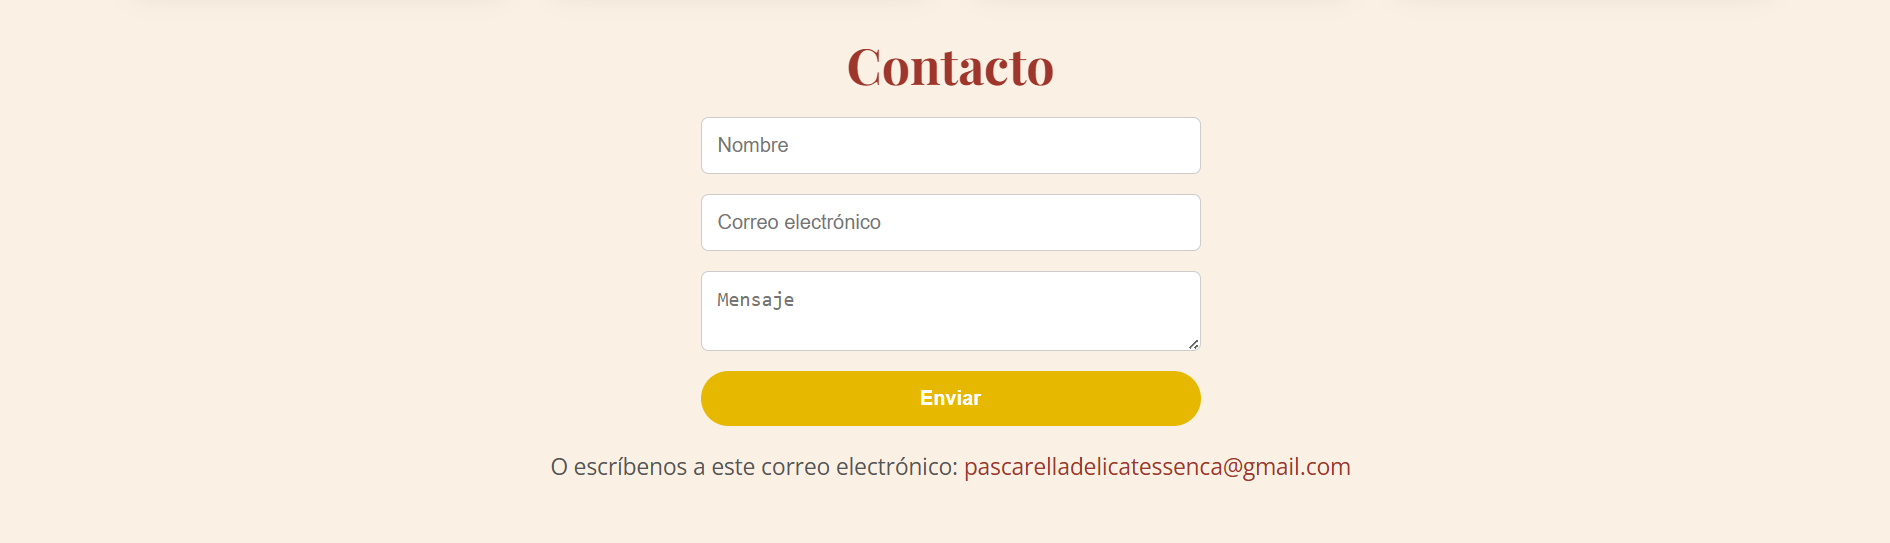 Contacto
Nombre
Correo electrónico
Mensaje
Enviar
O escríbenos a este correo electrónico: pascarelladelicatessenca@gmail.com